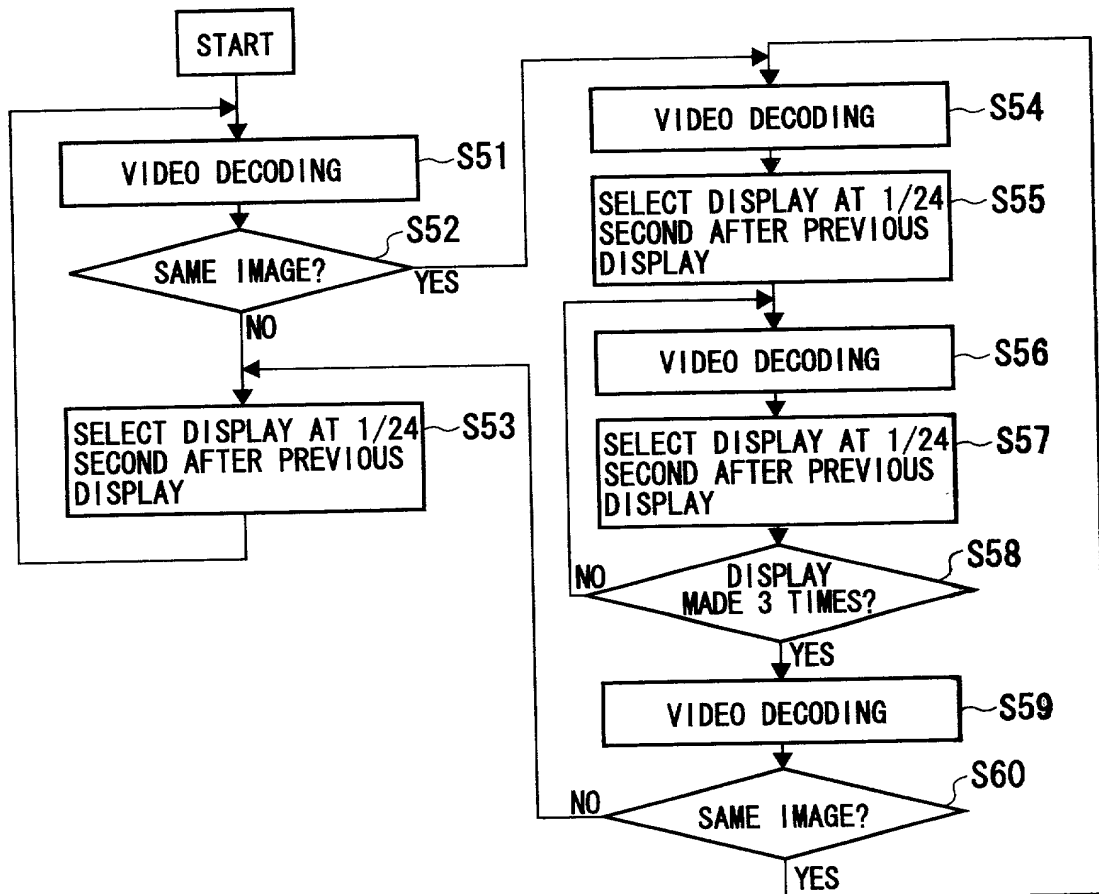 START
VIDEO DECODING
S51
SAME IMAGE?
S52
YES
NO
SELECT DISPLAY AT 1/24
SECOND AFTER PREVIOUS
DISPLAY
S53
VIDEO DECODING
S54
SELECT DISPLAY AT 1/24
SECOND AFTER PREVIOUS
DISPLAY
S55
VIDEO DECODING
S56
SELECT DISPLAY AT 1/24
SECOND AFTER PREVIOUS
DISPLAY
S57
DISPLAY
MADE 3 TIMES?
S58
NO
YES
VIDEO DECODING
S59
SAME IMAGE?
S60
NO
YES